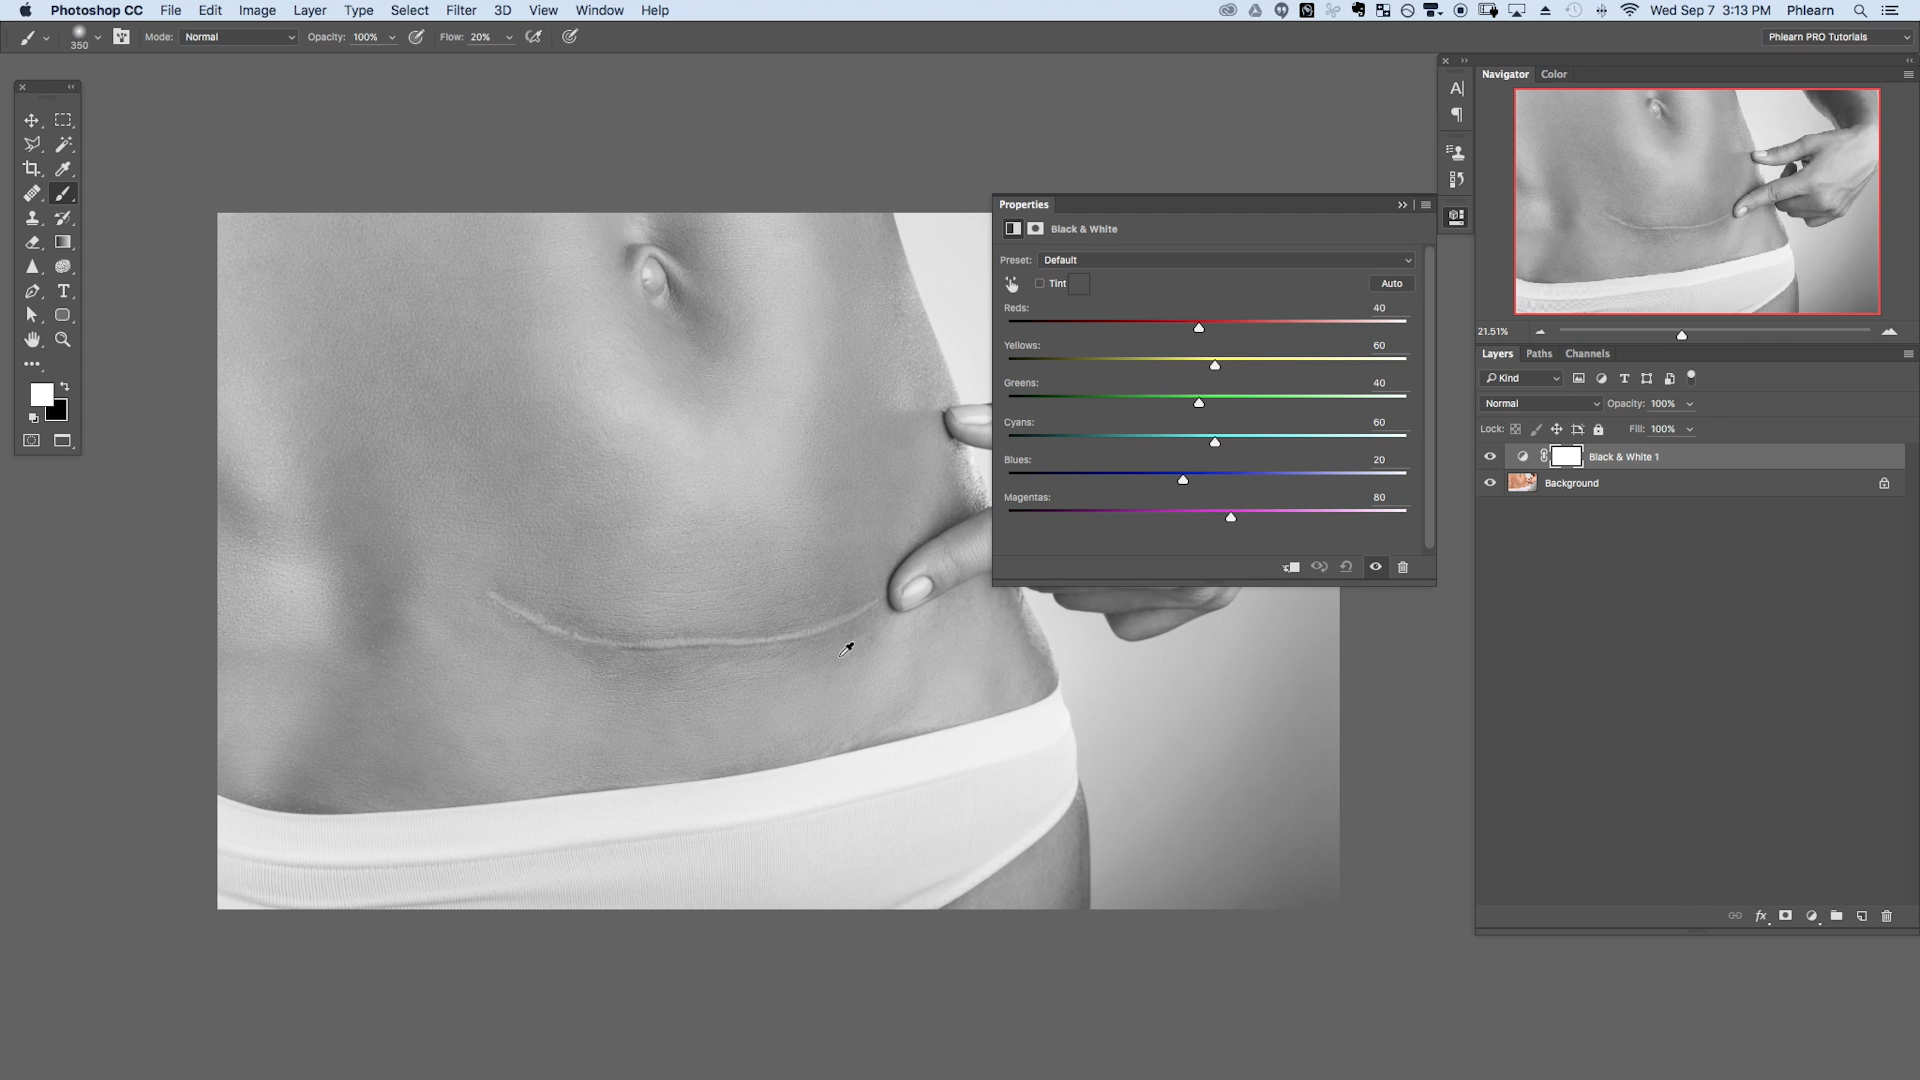 Photoshop CC File Edit Image Layer Type Select Filter 3D View Window Help Wed Sep 7 3:13 PM Phlearn
350 Mode: Normal Opacity: 100% Flow: 20% Phlearn PRO Tutorials
Navigator Color
21.51%
Properties
Black & White
Preset: Default
Tint Auto
Reds: 40
Yellows: 60
Greens: 40
Cyans: 60
Blues: 20
Magentas: 80
Layers Paths Channels
Kind
Normal Opacity: 100%
Lock: Fill: 100%
Black & White 1
Background
fx